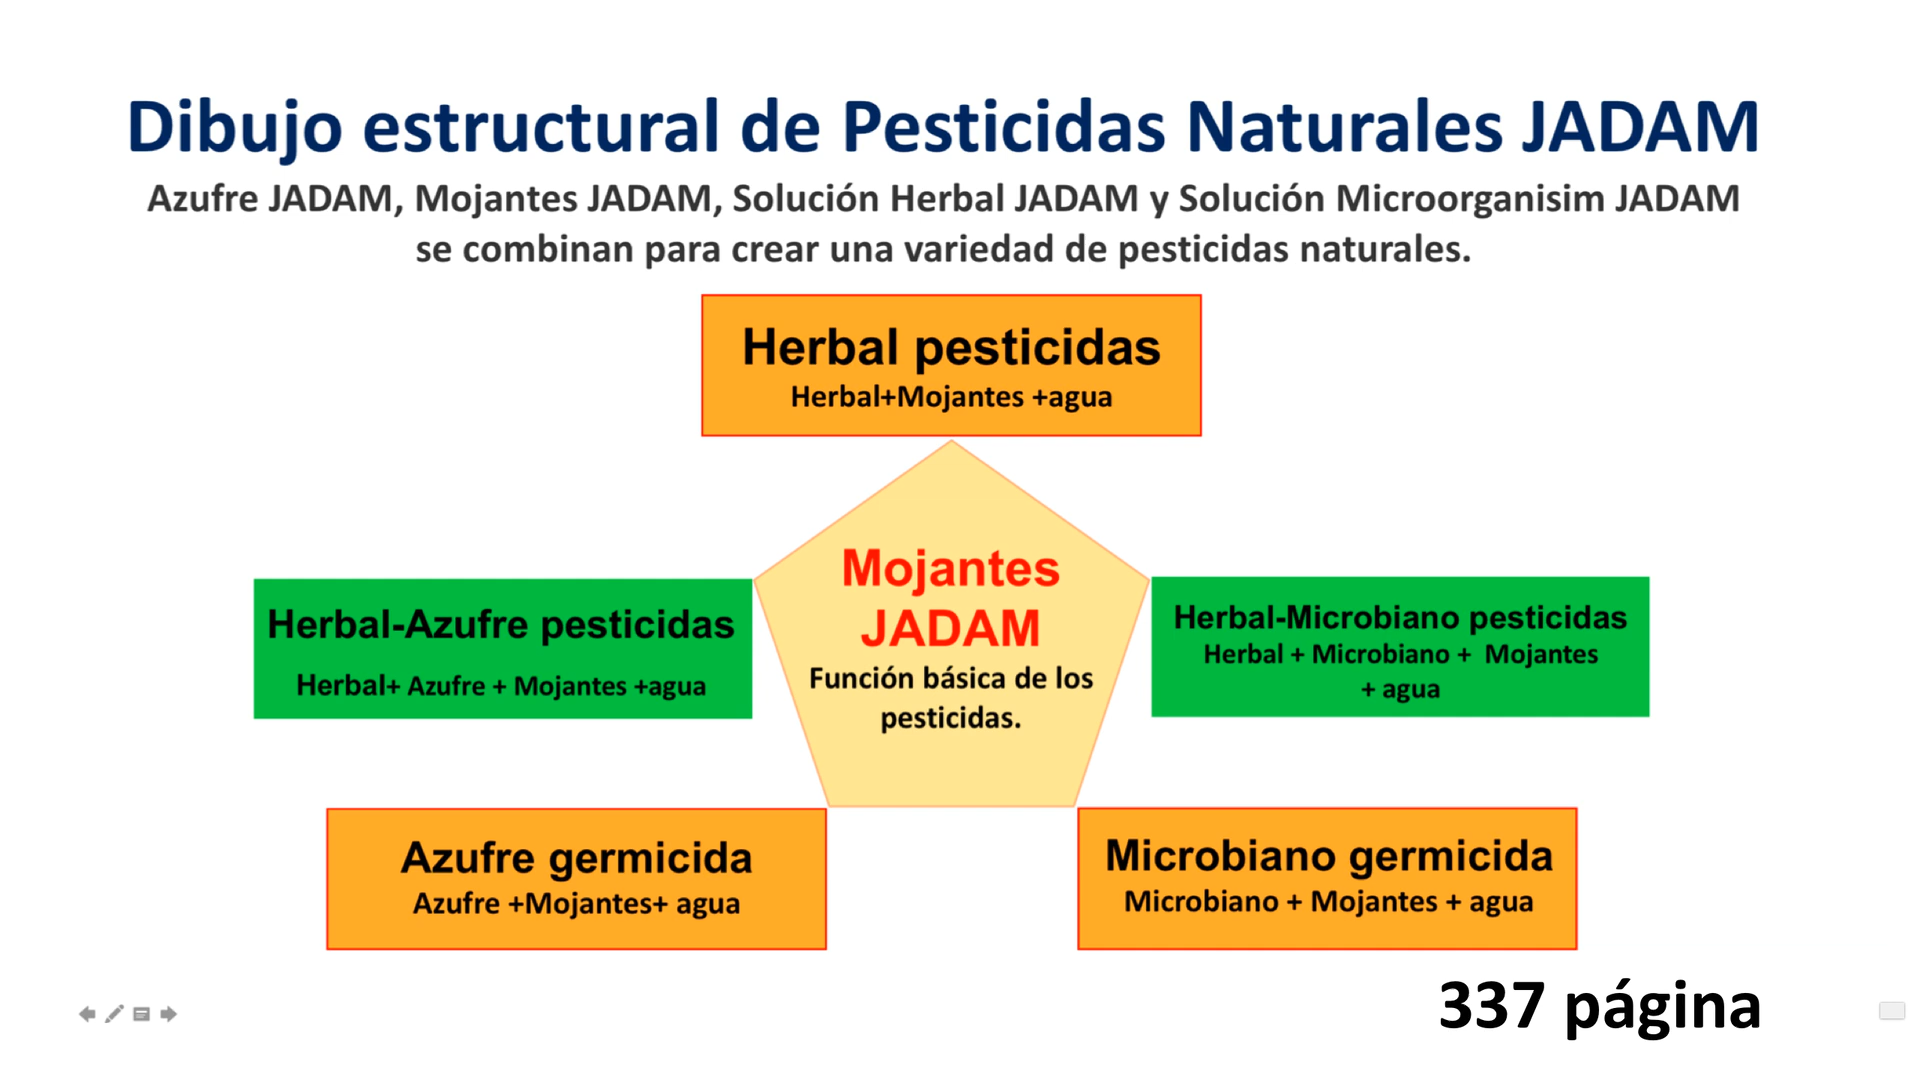 Dibujo estructural de Pesticidas Naturales JADAM
Azufre JADAM, Mojantes JADAM, Solución Herbal JADAM y Solución Microorganisim JADAM
se combinan para crear una variedad de pesticidas naturales.
Herbal pesticidas
Herbal+Mojantes +agua
Mojantes
JADAM
Función básica de los
pesticidas.
Herbal-Azufre pesticidas
Herbal+ Azufre + Mojantes +agua
Herbal-Microbiano pesticidas
Herbal + Microbiano + Mojantes
+ agua
Azufre germicida
Azufre +Mojantes+ agua
Microbiano germicida
Microbiano + Mojantes + agua
337 página